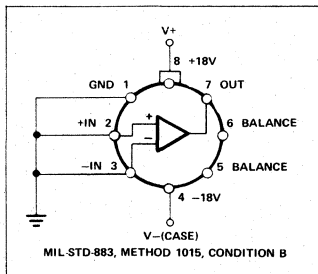 V+
8 +18V
GND 1
7 OUT
+IN 2
+
−
6 BALANCE
−IN 3
5 BALANCE
4 −18V
V−(CASE)
MIL-STD-883, METHOD 1015, CONDITION B